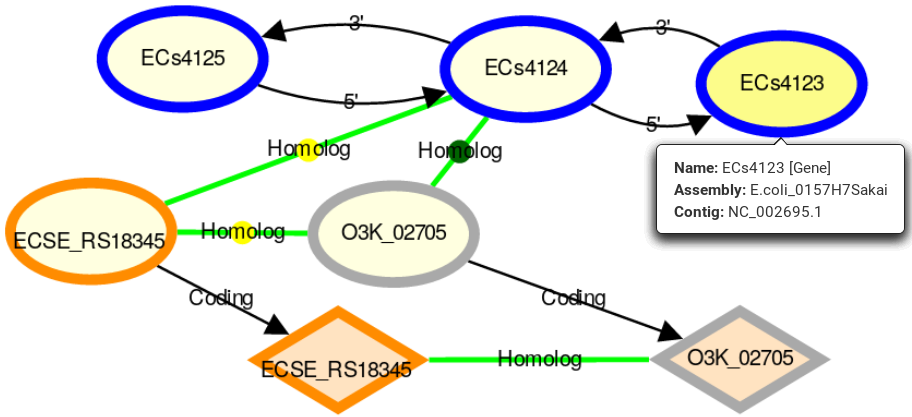 3'
3'
ECs4125
ECs4124
ECs4123
5'
5'
Homolog
Homolog
Name: ECs4123 [Gene]
Assembly: E.coli_0157H7Sakai
Contig: NC_002695.1
ECSE_RS18345
Homolog
O3K_02705
Coding
Coding
ECSE_RS18345
Homolog
O3K_02705